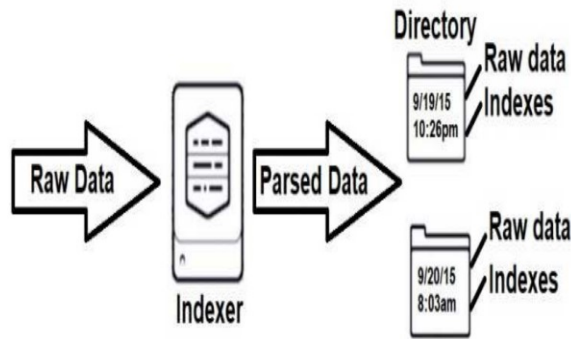 Directory
Raw data
Indexes
9/19/15
10:26pm
Raw Data
Parsed Data
Raw data
Indexes
9/20/15
8:03am
Indexer